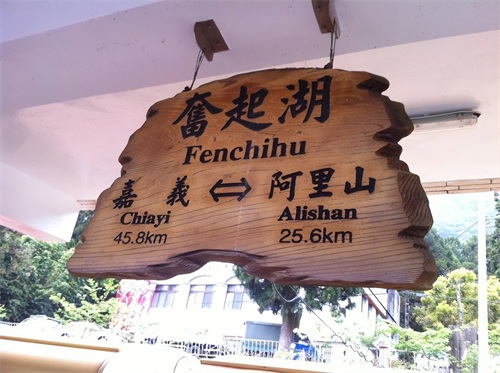 奮起湖
Fenchihu
嘉義 ⇔ 阿里山
Chiayi Alishan
45.8km 25.6km